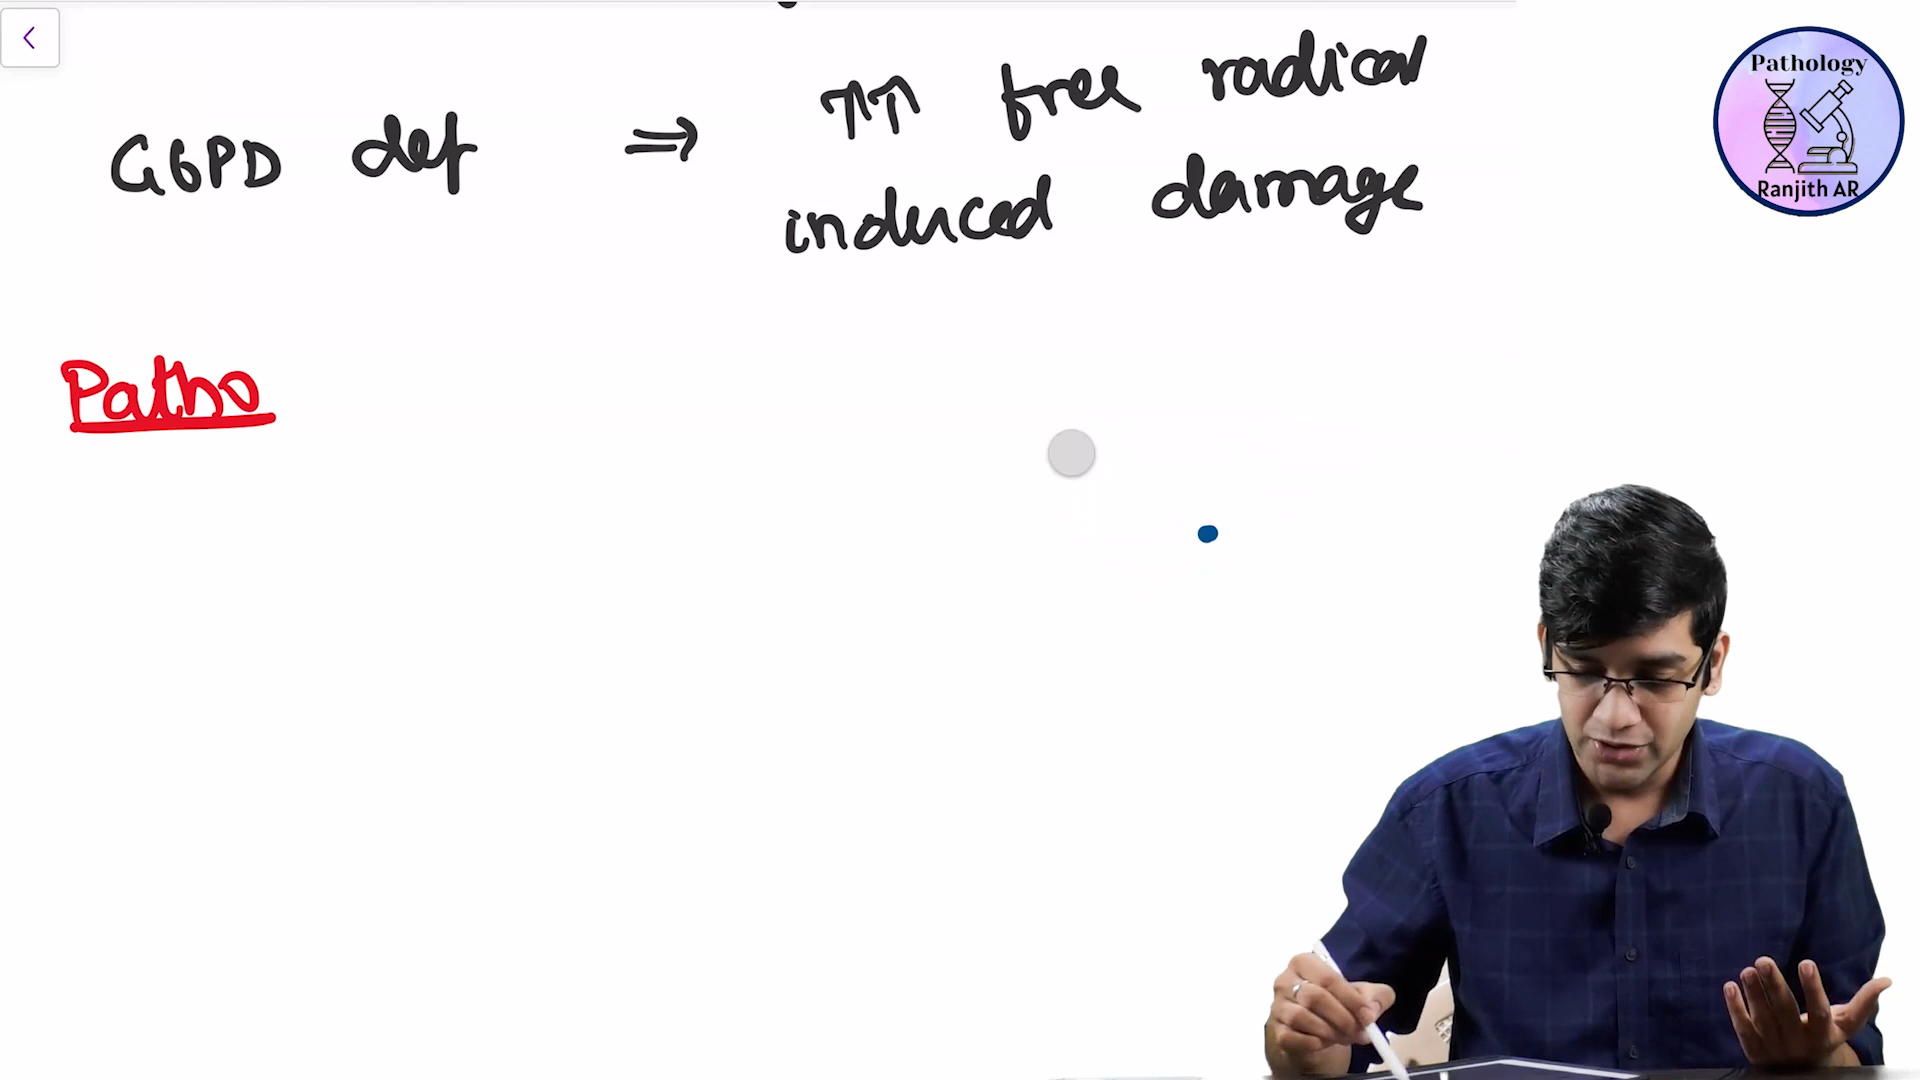 G6PD def ⇒ ↑↑ free radical
induced damage
Patho
Pathology
Ranjith AR